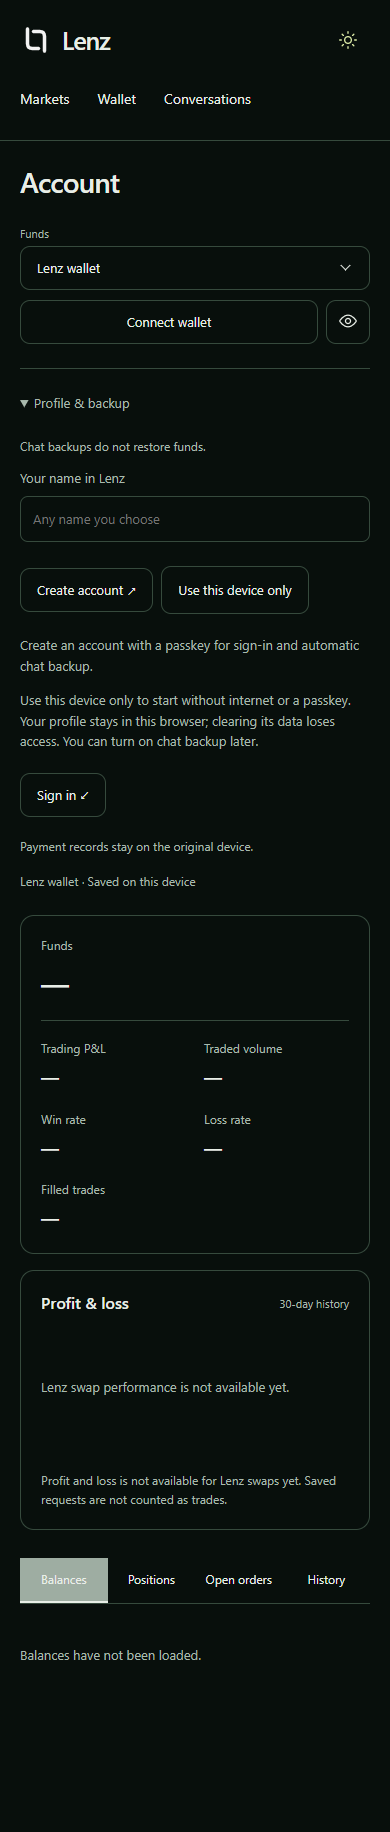 Lenz
Markets Wallet Conversations
Account
Funds
Lenz wallet
Connect wallet
▼ Profile & backup
Chat backups do not restore funds.
Your name in Lenz
Any name you choose
Create account ↗ Use this device only
Create an account with a passkey for sign-in and automatic
chat backup.
Use this device only to start without internet or a passkey.
Your profile stays in this browser; clearing its data loses
access. You can turn on chat backup later.
Sign in ↙
Payment records stay on the original device.
Lenz wallet · Saved on this device
Funds
—
Trading P&L Traded volume
— —
Win rate Loss rate
— —
Filled trades
—
Profit & loss 30-day history
Lenz swap performance is not available yet.
Profit and loss is not available for Lenz swaps yet. Saved
requests are not counted as trades.
Balances Positions Open orders History
Balances have not been loaded.